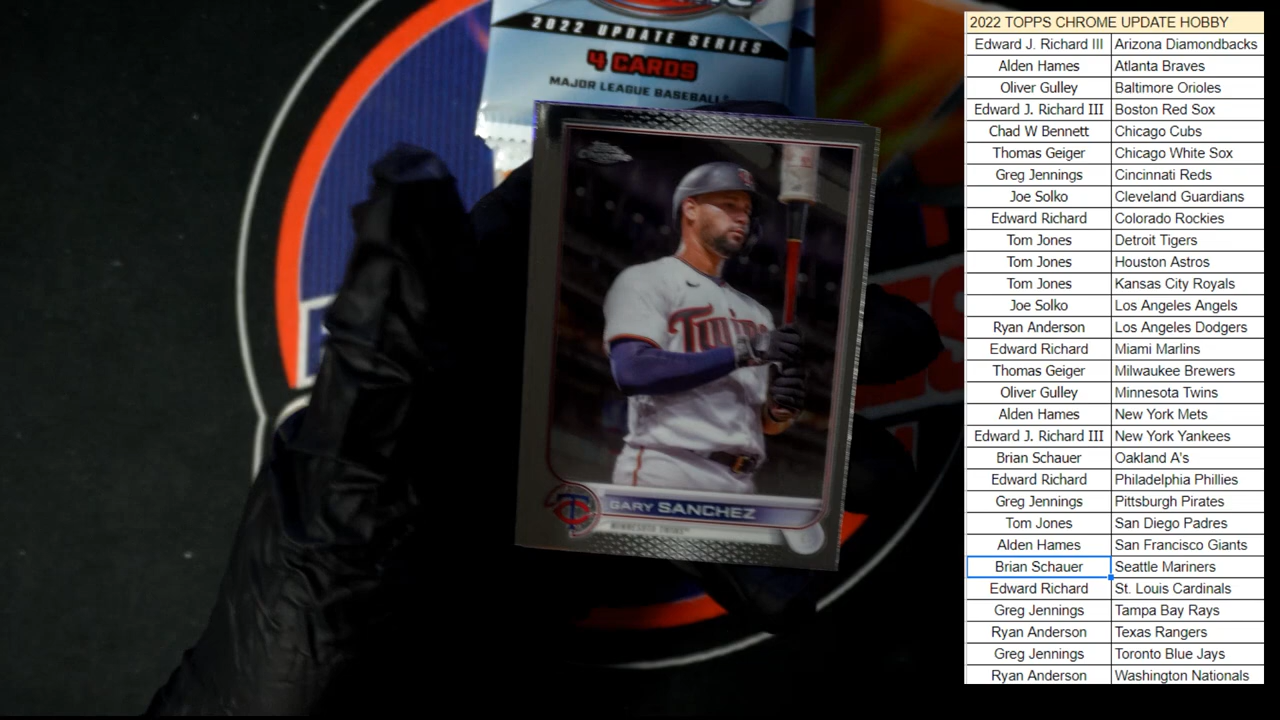 2022 UPDATE SERIES
4 CARDS
MAJOR LEAGUE BASEBALL
Twins
GARY SANCHEZ
MINNESOTA TWINS
2022 TOPPS CHROME UPDATE HOBBY
Edward J. Richard III Arizona Diamondbacks
Alden Hames Atlanta Braves
Oliver Gulley Baltimore Orioles
Edward J. Richard III Boston Red Sox
Chad W Bennett Chicago Cubs
Thomas Geiger Chicago White Sox
Greg Jennings Cincinnati Reds
Joe Solko Cleveland Guardians
Edward Richard Colorado Rockies
Tom Jones Detroit Tigers
Tom Jones Houston Astros
Tom Jones Kansas City Royals
Joe Solko Los Angeles Angels
Ryan Anderson Los Angeles Dodgers
Edward Richard Miami Marlins
Thomas Geiger Milwaukee Brewers
Oliver Gulley Minnesota Twins
Alden Hames New York Mets
Edward J. Richard III New York Yankees
Brian Schauer Oakland A's
Edward Richard Philadelphia Phillies
Greg Jennings Pittsburgh Pirates
Tom Jones San Diego Padres
Alden Hames San Francisco Giants
Brian Schauer Seattle Mariners
Edward Richard St. Louis Cardinals
Greg Jennings Tampa Bay Rays
Ryan Anderson Texas Rangers
Greg Jennings Toronto Blue Jays
Ryan Anderson Washington Nationals